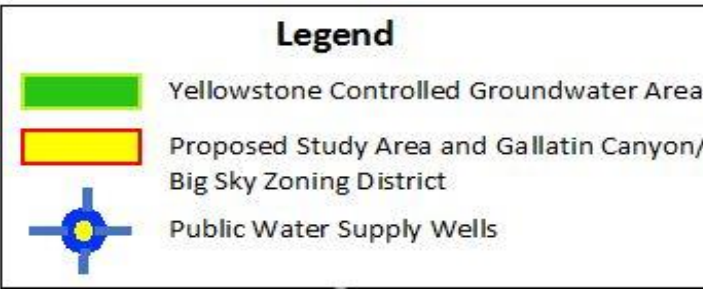 Legend
Yellowstone Controlled Groundwater Area
Proposed Study Area and Gallatin Canyon/
Big Sky Zoning District
Public Water Supply Wells